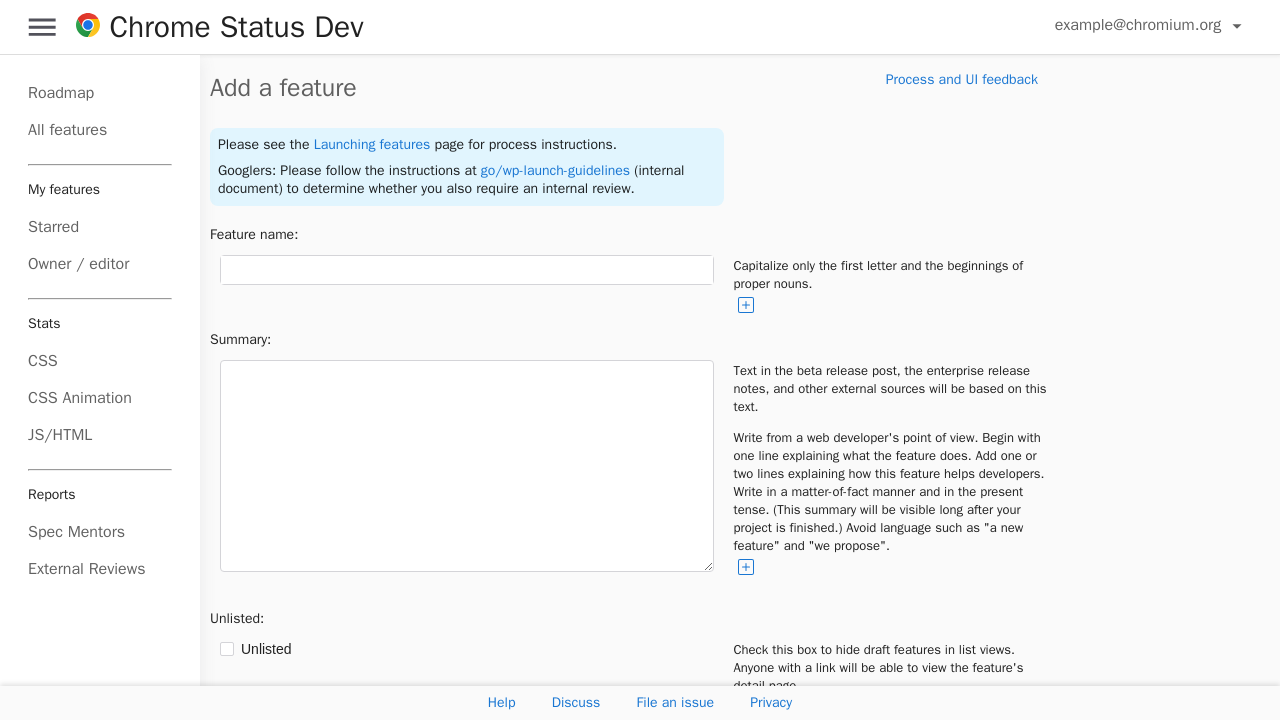 Chrome Status Dev
example@chromium.org
Roadmap
All features
My features
Starred
Owner / editor
Stats
CSS
CSS Animation
JS/HTML
Reports
Spec Mentors
External Reviews
Add a feature
Process and UI feedback
Please see the Launching features page for process instructions.
Googlers: Please follow the instructions at go/wp-launch-guidelines (internal
document) to determine whether you also require an internal review.
Feature name:
Capitalize only the first letter and the beginnings of
proper nouns.
Summary:
Text in the beta release post, the enterprise release
notes, and other external sources will be based on this
text.
Write from a web developer's point of view. Begin with
one line explaining what the feature does. Add one or
two lines explaining how this feature helps developers.
Write in a matter-of-fact manner and in the present
tense. (This summary will be visible long after your
project is finished.) Avoid language such as "a new
feature" and "we propose".
Unlisted:
Unlisted
Check this box to hide draft features in list views.
Anyone with a link will be able to view the feature's
detail page.
Help
Discuss
File an issue
Privacy